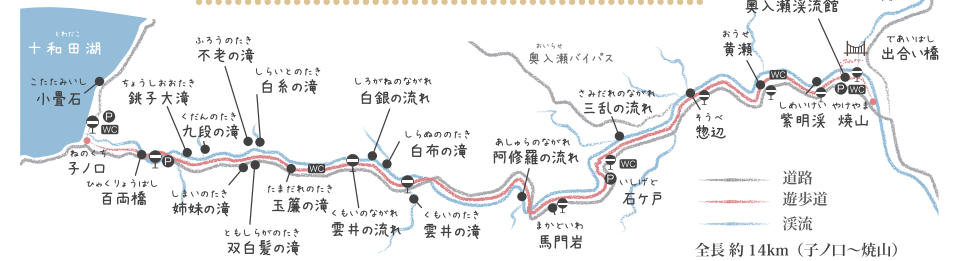 奥入瀬渓流館
とわだこ
十和田湖
ふろうのたき
不老の滝
しらいとのたき
白糸の滝
こたたみいし
小畳石
ちょうしおおたき
銚子大滝
くだんのたき
九段の滝
しろがねのながれ
白銀の流れ
しらぬののたき
白布の滝
おいらせ
奥入瀬バイパス
さみだれのながれ
三乱の流れ
あしゅらのながれ
阿修羅の流れ
おうせ
黄瀬
であいばし
出合い橋
P
WC
ねのくち
子ノ口
ひゃくりょうばし
百両橋
P
しまいのたき
姉妹の滝
ともしらがのたき
双白髪の滝
WC
たまだれのたき
玉簾の滝
くもいのながれ
雲井の流れ
くもいのたき
雲井の滝
まかどいわ
馬門岩
WC
P
いしげど
石ケ戸
そうべ
惣辺
WC
しめいけい
紫明渓
P
WC
やけやま
焼山
道路
遊歩道
渓流
全長 約 14km（子ノ口〜焼山）